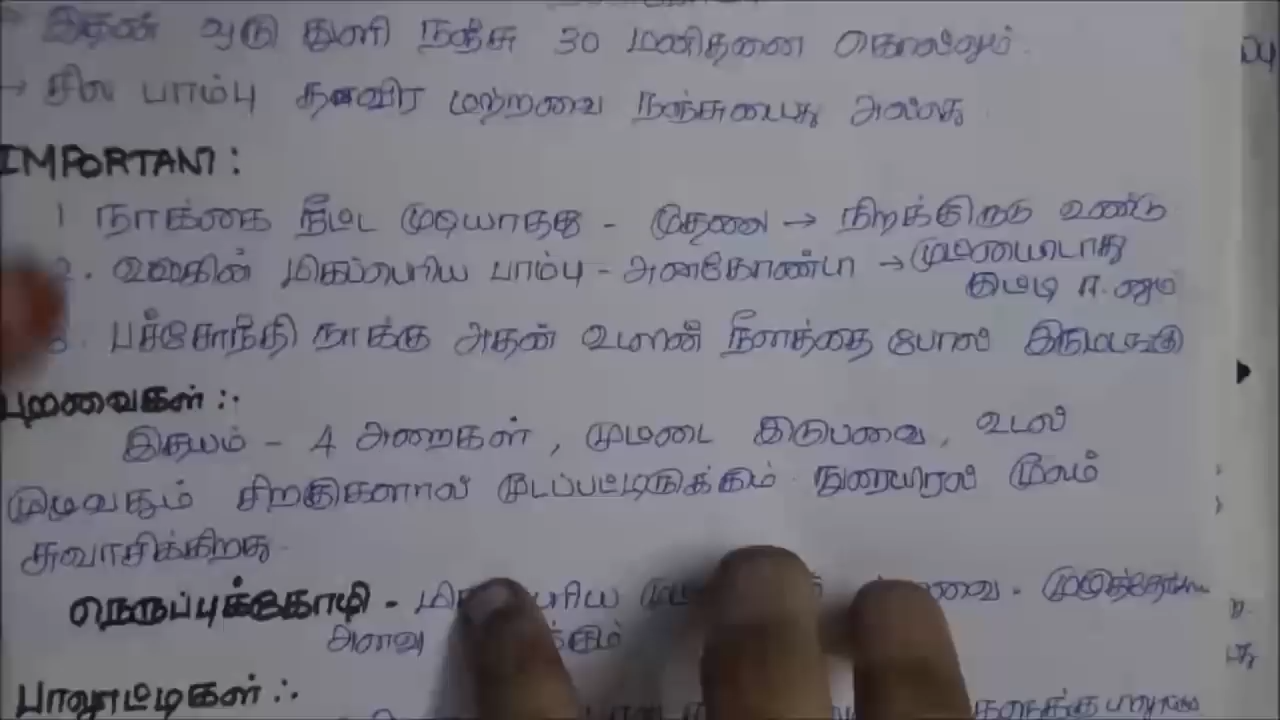 இதன் ஒரு துளி நஞ்சு 30 மனிதனை கொல்லும்.
→ சில பாம்பு தவிர மற்றவை நஞ்சுடையது அல்ல
IMPORTANT :
1 நாக்கை நீட்ட முடியாதது - முதலை → நிறக்குருடு உண்டு
2. உலகின் மிகப்பெரிய பாம்பு - அனகோண்டா → முட்டையிடாது
குட்டி ஈனும்
3. பச்சோந்தி நாக்கு அதன் உடலின் நீளத்தை போல் இருமடங்கு
பறவைகள் :-
இதயம் - 4 அறைகள் , முட்டை இடுபவை, உடல்
முழுவதும் சிறகுகளால் மூடப்பட்டிருக்கும். நுரையீரல் மூலம்
சுவாசிக்கிறது.
நெருப்புக்கோழி -
அளவு
பாலூட்டிகள் :-